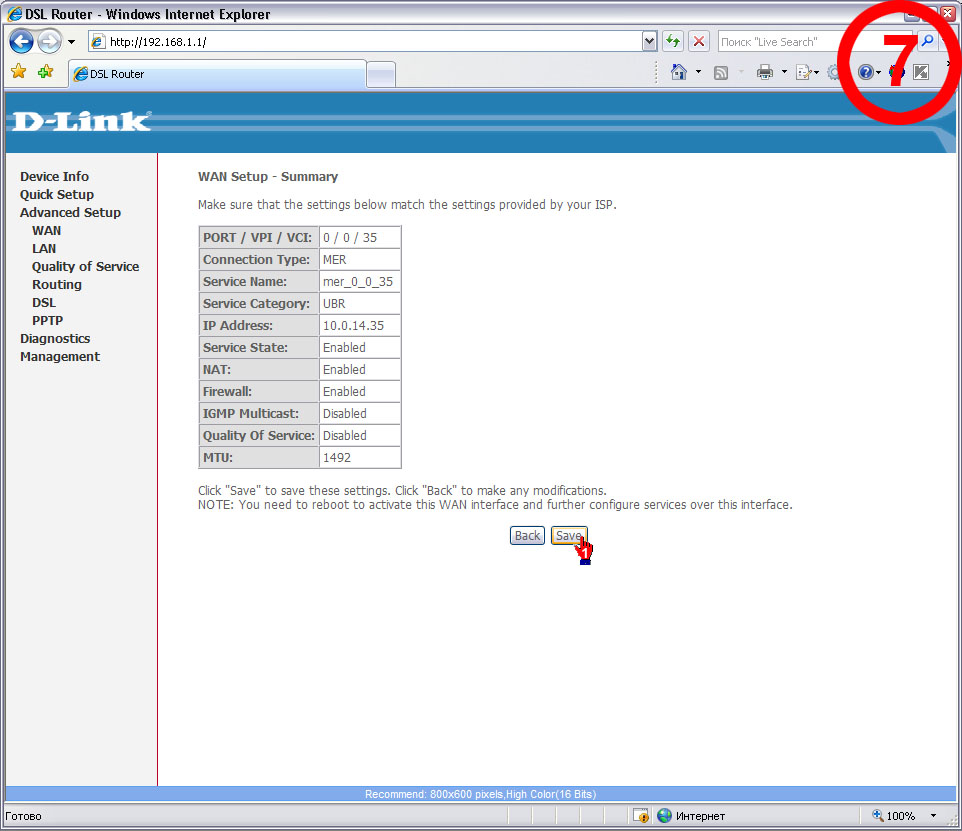 DSL Router - Windows Internet Explorer
http://192.168.1.1/
Поиск "Live Search"
7
DSL Router
D-Link
Device Info
Quick Setup
Advanced Setup
WAN
LAN
Quality of Service
Routing
DSL
PPTP
Diagnostics
Management
WAN Setup - Summary
Make sure that the settings below match the settings provided by your ISP.
PORT / VPI / VCI: 0 / 0 / 35
Connection Type: MER
Service Name: mer_0_0_35
Service Category: UBR
IP Address: 10.0.14.35
Service State: Enabled
NAT: Enabled
Firewall: Enabled
IGMP Multicast: Disabled
Quality Of Service: Disabled
MTU: 1492
Click "Save" to save these settings. Click "Back" to make any modifications.
NOTE: You need to reboot to activate this WAN interface and further configure services over this interface.
Back Save
1
Recommend: 800x600 pixels,High Color(16 Bits)
Готово Интернет 100%